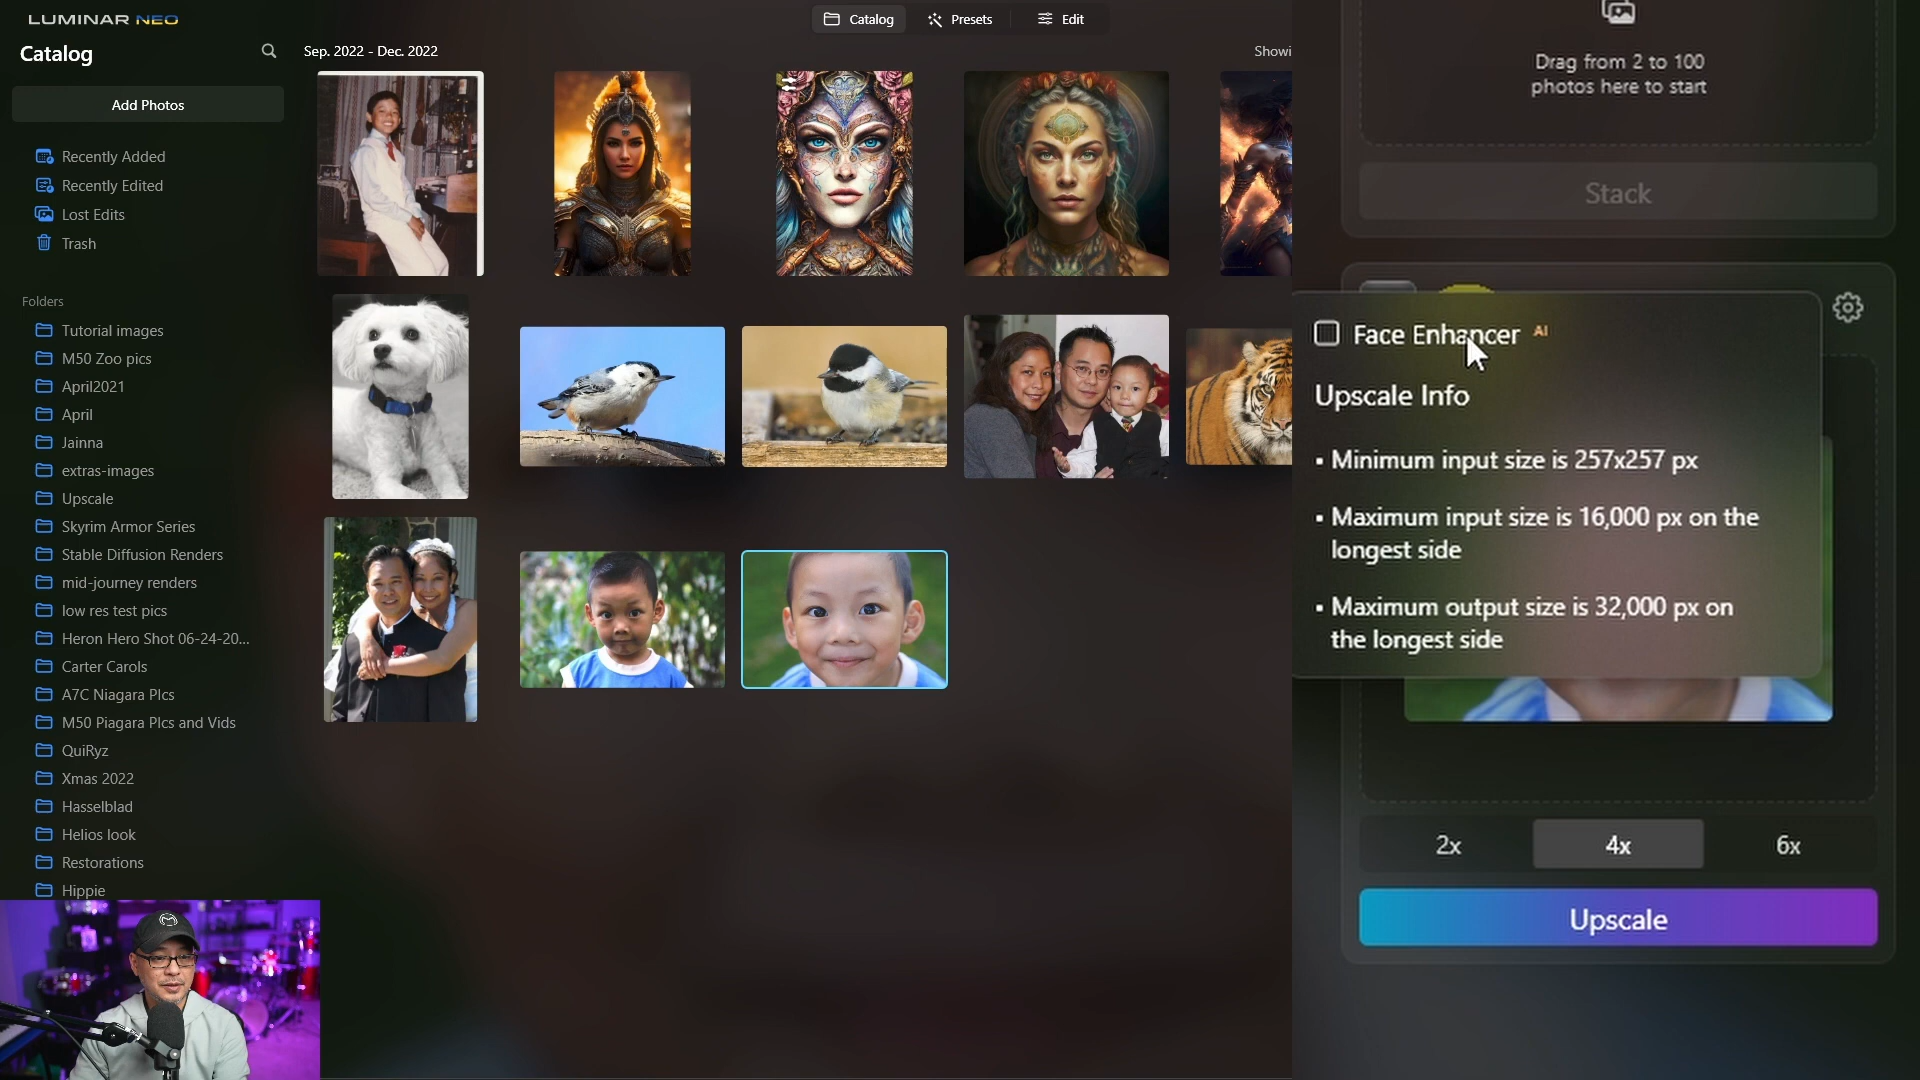 LUMINAR NEO
Catalog
Presets
Edit
Catalog
Sep. 2022 - Dec. 2022
Showi
Add Photos
Recently Added
Recently Edited
Lost Edits
Trash
Folders
Tutorial images
M50 Zoo pics
April2021
April
Jainna
extras-images
Upscale
Skyrim Armor Series
Stable Diffusion Renders
mid-journey renders
low res test pics
Heron Hero Shot 06-24-20...
Carter Carols
A7C Niagara PIcs
M50 Piagara PIcs and Vids
QuiRyz
Xmas 2022
Hasselblad
Helios look
Restorations
Hippie
Drag from 2 to 100
photos here to start
Stack
Face Enhancer AI
Upscale Info
▪ Minimum input size is 257x257 px
▪ Maximum input size is 16,000 px on the
longest side
▪ Maximum output size is 32,000 px on
the longest side
2x
4x
6x
Upscale